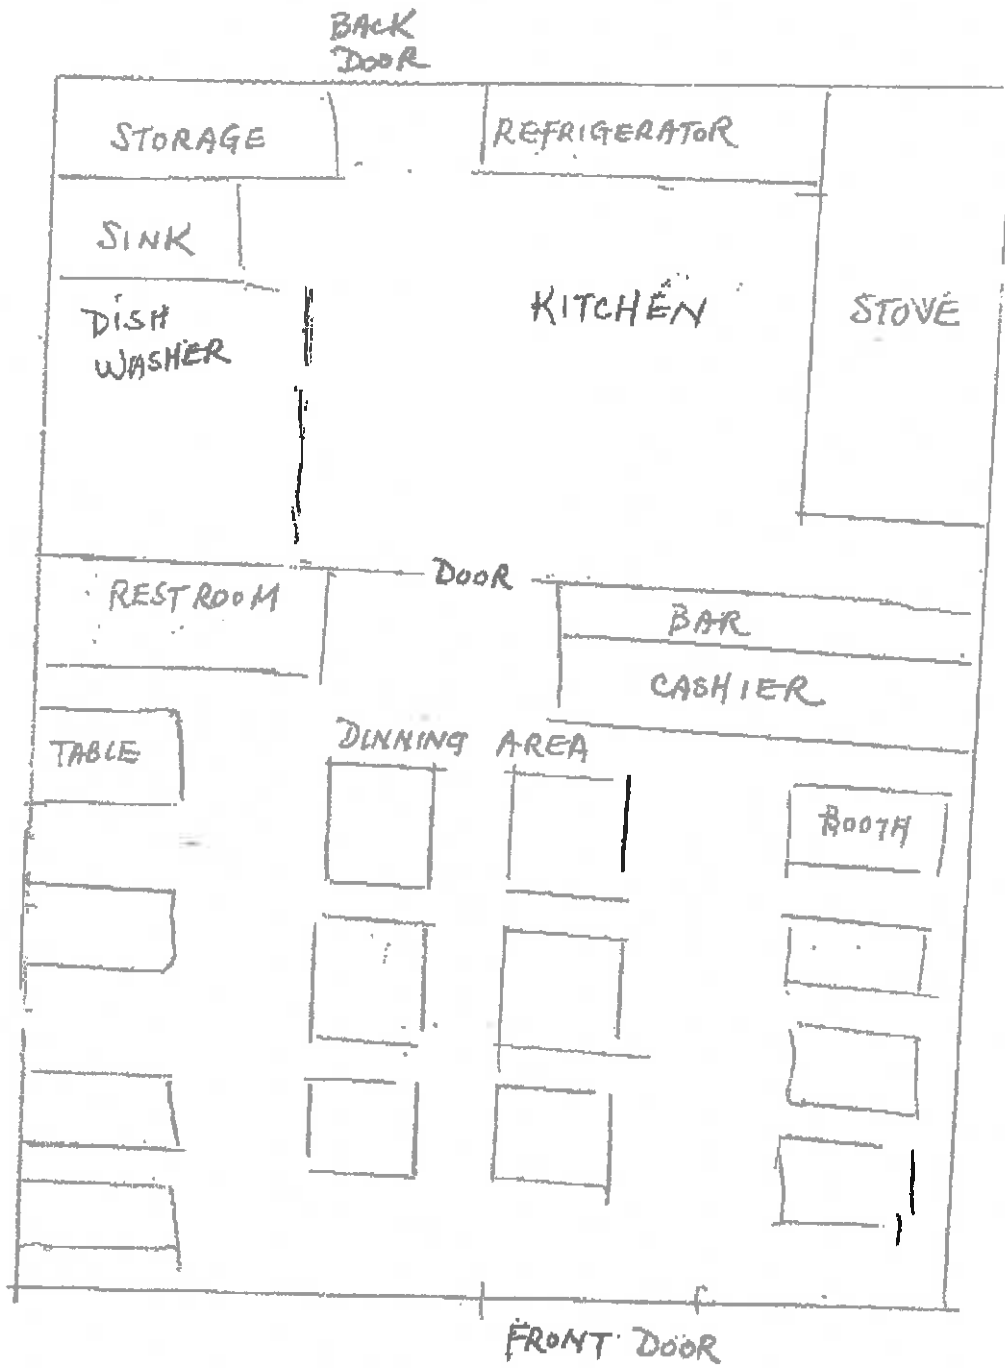 BACK
DOOR
STORAGE
REFRIGERATOR
SINK
KITCHEN
STOVE
DISH
WASHER
DOOR
RESTROOM
BAR
CASHIER
DINNING AREA
TABLE
BOOTH
FRONT DOOR